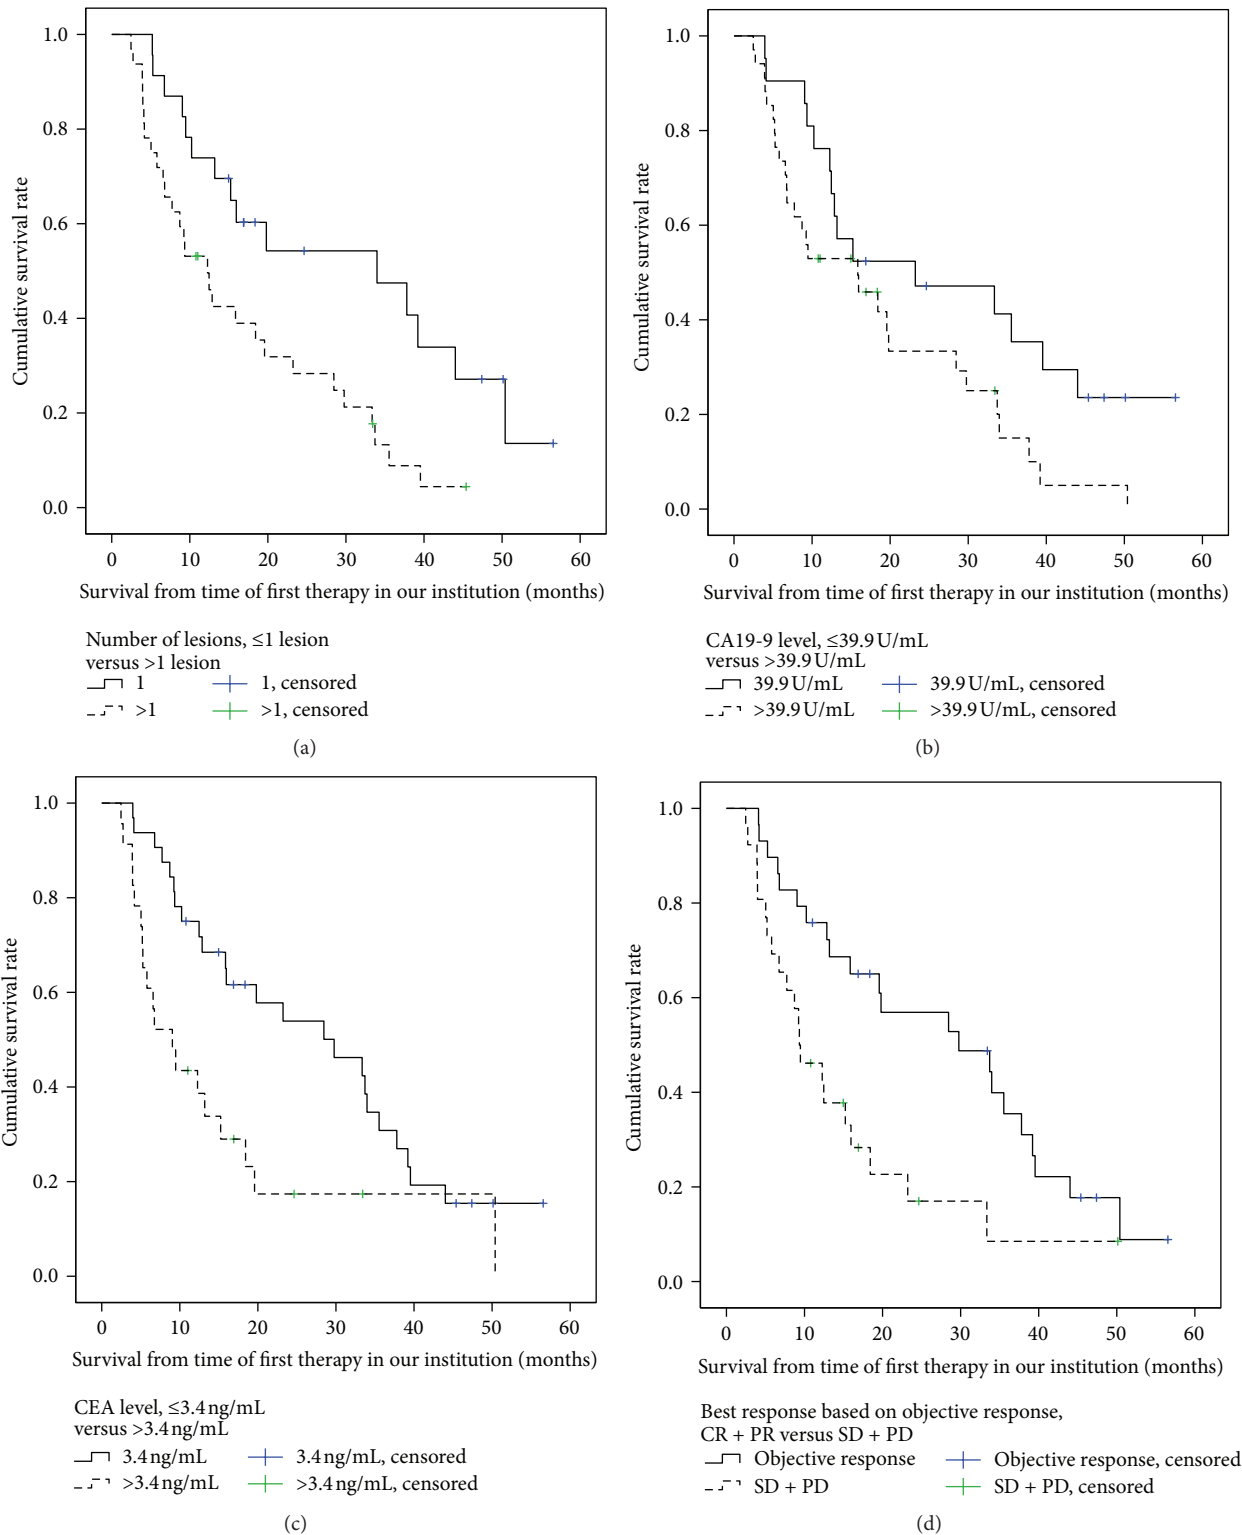 1.0
0.8
0.6
0.4
0.2
0.0
Cumulative survival rate
0 10 20 30 40 50 60
Survival from time of first therapy in our institution (months)
Number of lesions, ≤1 lesion
versus >1 lesion
1 1, censored
>1 >1, censored
(a)
1.0
0.8
0.6
0.4
0.2
0.0
Cumulative survival rate
0 10 20 30 40 50 60
Survival from time of first therapy in our institution (months)
CA19-9 level, ≤39.9 U/mL
versus >39.9 U/mL
39.9 U/mL 39.9 U/mL, censored
>39.9 U/mL >39.9 U/mL, censored
(b)
1.0
0.8
0.6
0.4
0.2
0.0
Cumulative survival rate
0 10 20 30 40 50 60
Survival from time of first therapy in our institution (months)
CEA level, ≤3.4 ng/mL
versus >3.4 ng/mL
3.4 ng/mL 3.4 ng/mL, censored
>3.4 ng/mL >3.4 ng/mL, censored
(c)
1.0
0.8
0.6
0.4
0.2
0.0
Cumulative survival rate
0 10 20 30 40 50 60
Survival from time of first therapy in our institution (months)
Best response based on objective response,
CR + PR versus SD + PD
Objective response Objective response, censored
SD + PD SD + PD, censored
(d)